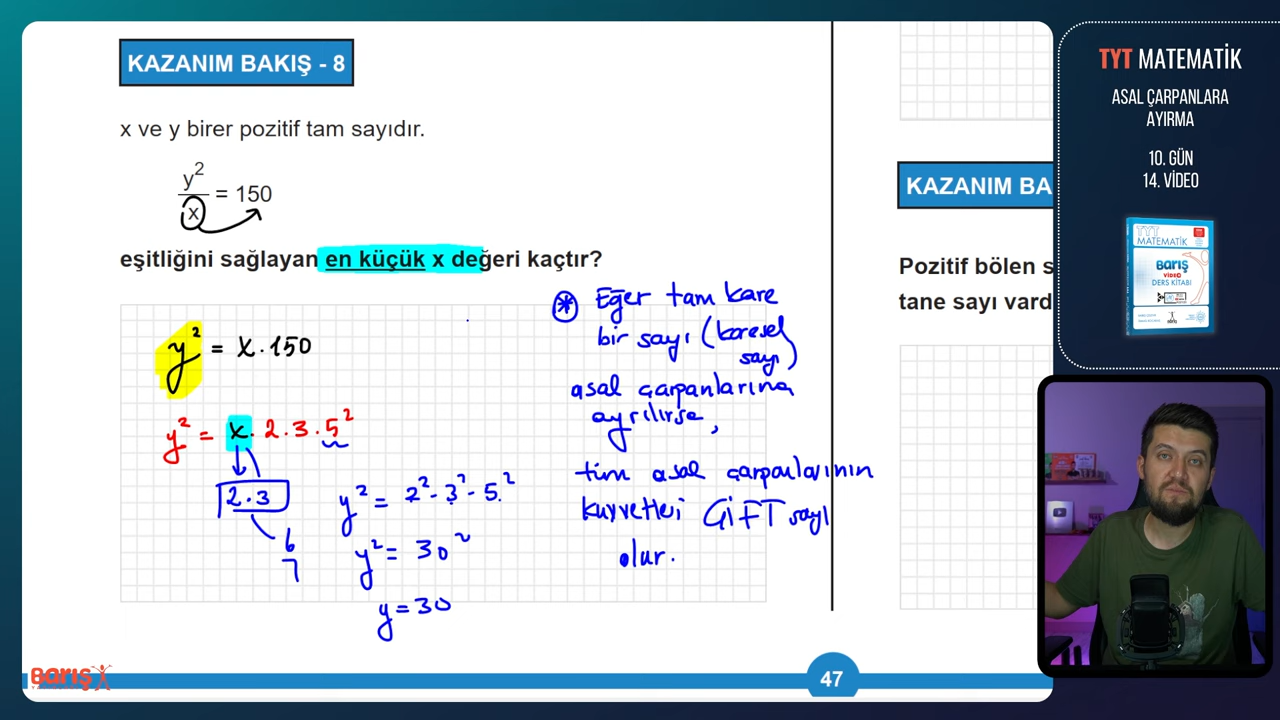 KAZANIM BAKIŞ - 8
x ve y birer pozitif tam sayıdır.
y²/x = 150
eşitliğini sağlayan en küçük x değeri kaçtır?
y² = x.150
y² = x.2.3.5²
2.3
6
7
y² = 2².3².5²
y² = 30²
y = 30
* Eğer tam kare
bir sayı (karesel
sayı)
asal çarpanlarına
ayrılırsa,
tüm asal çarpanlarının
kuvvetleri ÇİFT sayı
olur.
KAZANIM BA
Pozitif bölen s
tane sayı vard
47
Barış
TYT MATEMATİK
ASAL ÇARPANLARA
AYIRMA
10. GÜN
14. VİDEO
TYT
MATEMATİK
Barış
VİDEO
DERS KİTABI